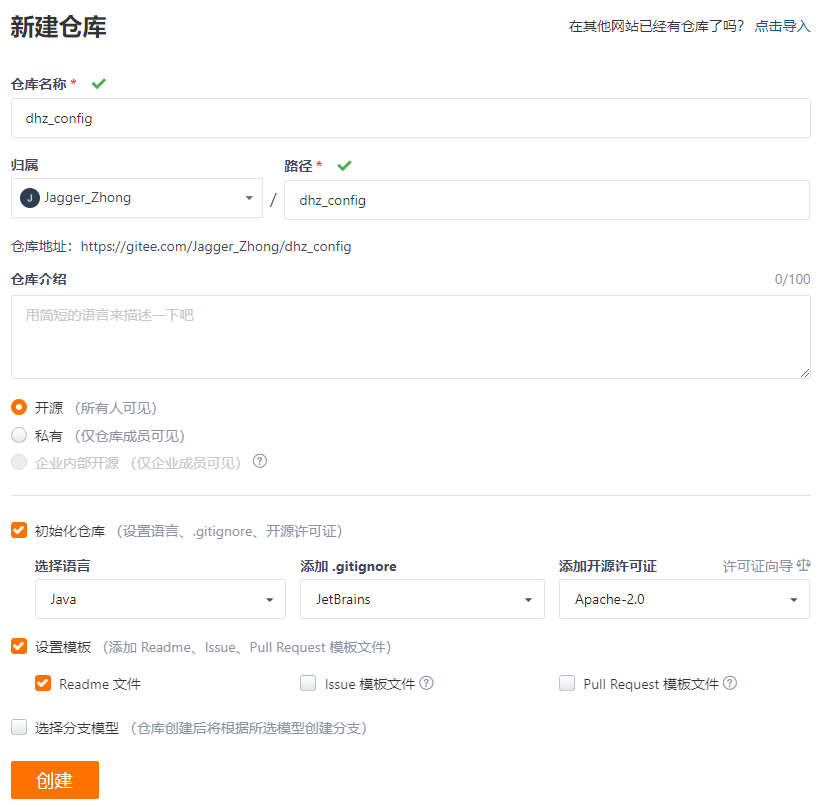 新建仓库
在其他网站已经有仓库了吗? 点击导入
仓库名称 *
dhz_config
归属
路径 *
J Jagger_Zhong / dhz_config
仓库地址：https://gitee.com/Jagger_Zhong/dhz_config
仓库介绍 0/100
用简短的语言来描述一下吧
开源 （所有人可见）
私有 （仅仓库成员可见）
企业内部开源 （仅企业成员可见） ?
初始化仓库 （设置语言、.gitignore、开源许可证）
选择语言 添加 .gitignore 添加开源许可证 许可证向导
Java JetBrains Apache-2.0
设置模板 （添加 Readme、Issue、Pull Request 模板文件）
Readme 文件 Issue 模板文件 ? Pull Request 模板文件 ?
选择分支模型 （仓库创建后将根据所选模型创建分支）
创建